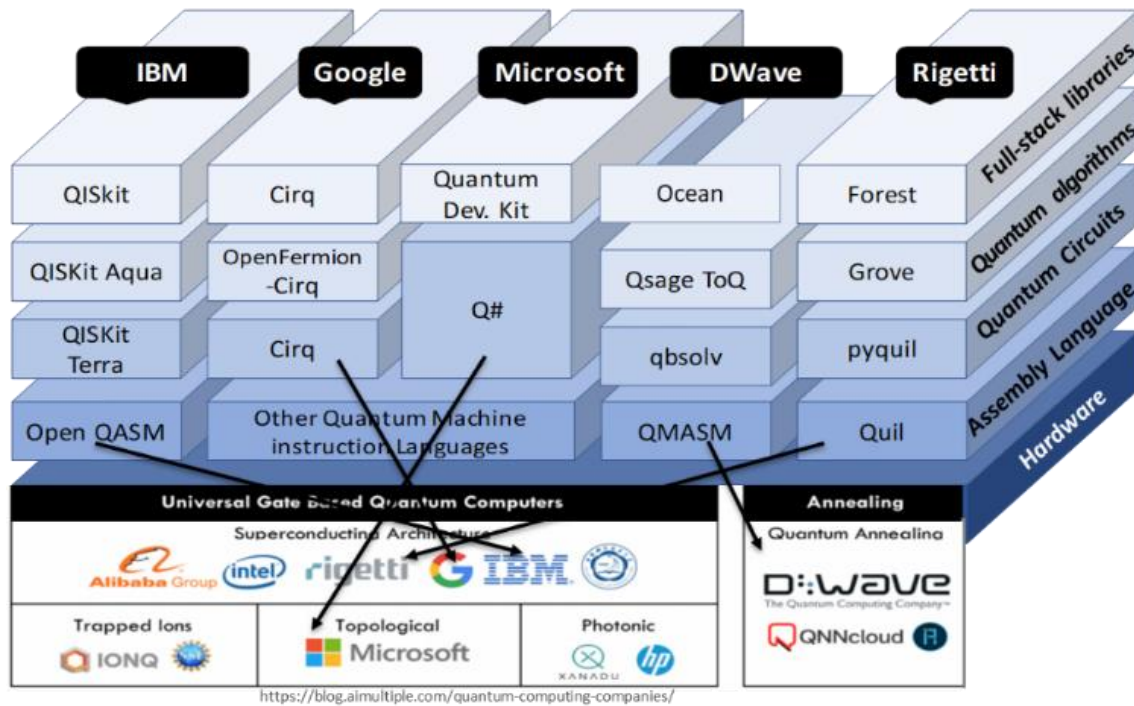 IBM
Google
Microsoft
DWave
Rigetti
QISkit
Cirq
Quantum
Dev. Kit
Ocean
Forest
Full-stack libraries
QISKit Aqua
OpenFermion
-Cirq
Q#
Qsage ToQ
Grove
Quantum algorithms
QISKit
Terra
Cirq
qbsolv
pyquil
Quantum Circuits
Open QASM
Other Quantum Machine
instruction Languages
QMASM
Quil
Assembly Language
Hardware
Universal Gate Based Quantum Computers
Annealing
Superconducting Architecture
Quantum Annealing
Alibaba Group
intel
rigetti
G
IBM
D:wave
The Quantum Computing Company™
Trapped Ions
Topological
Photonic
IONQ
Microsoft
XANADU
hp
QNNcloud
https://blog.aimultiple.com/quantum-computing-companies/